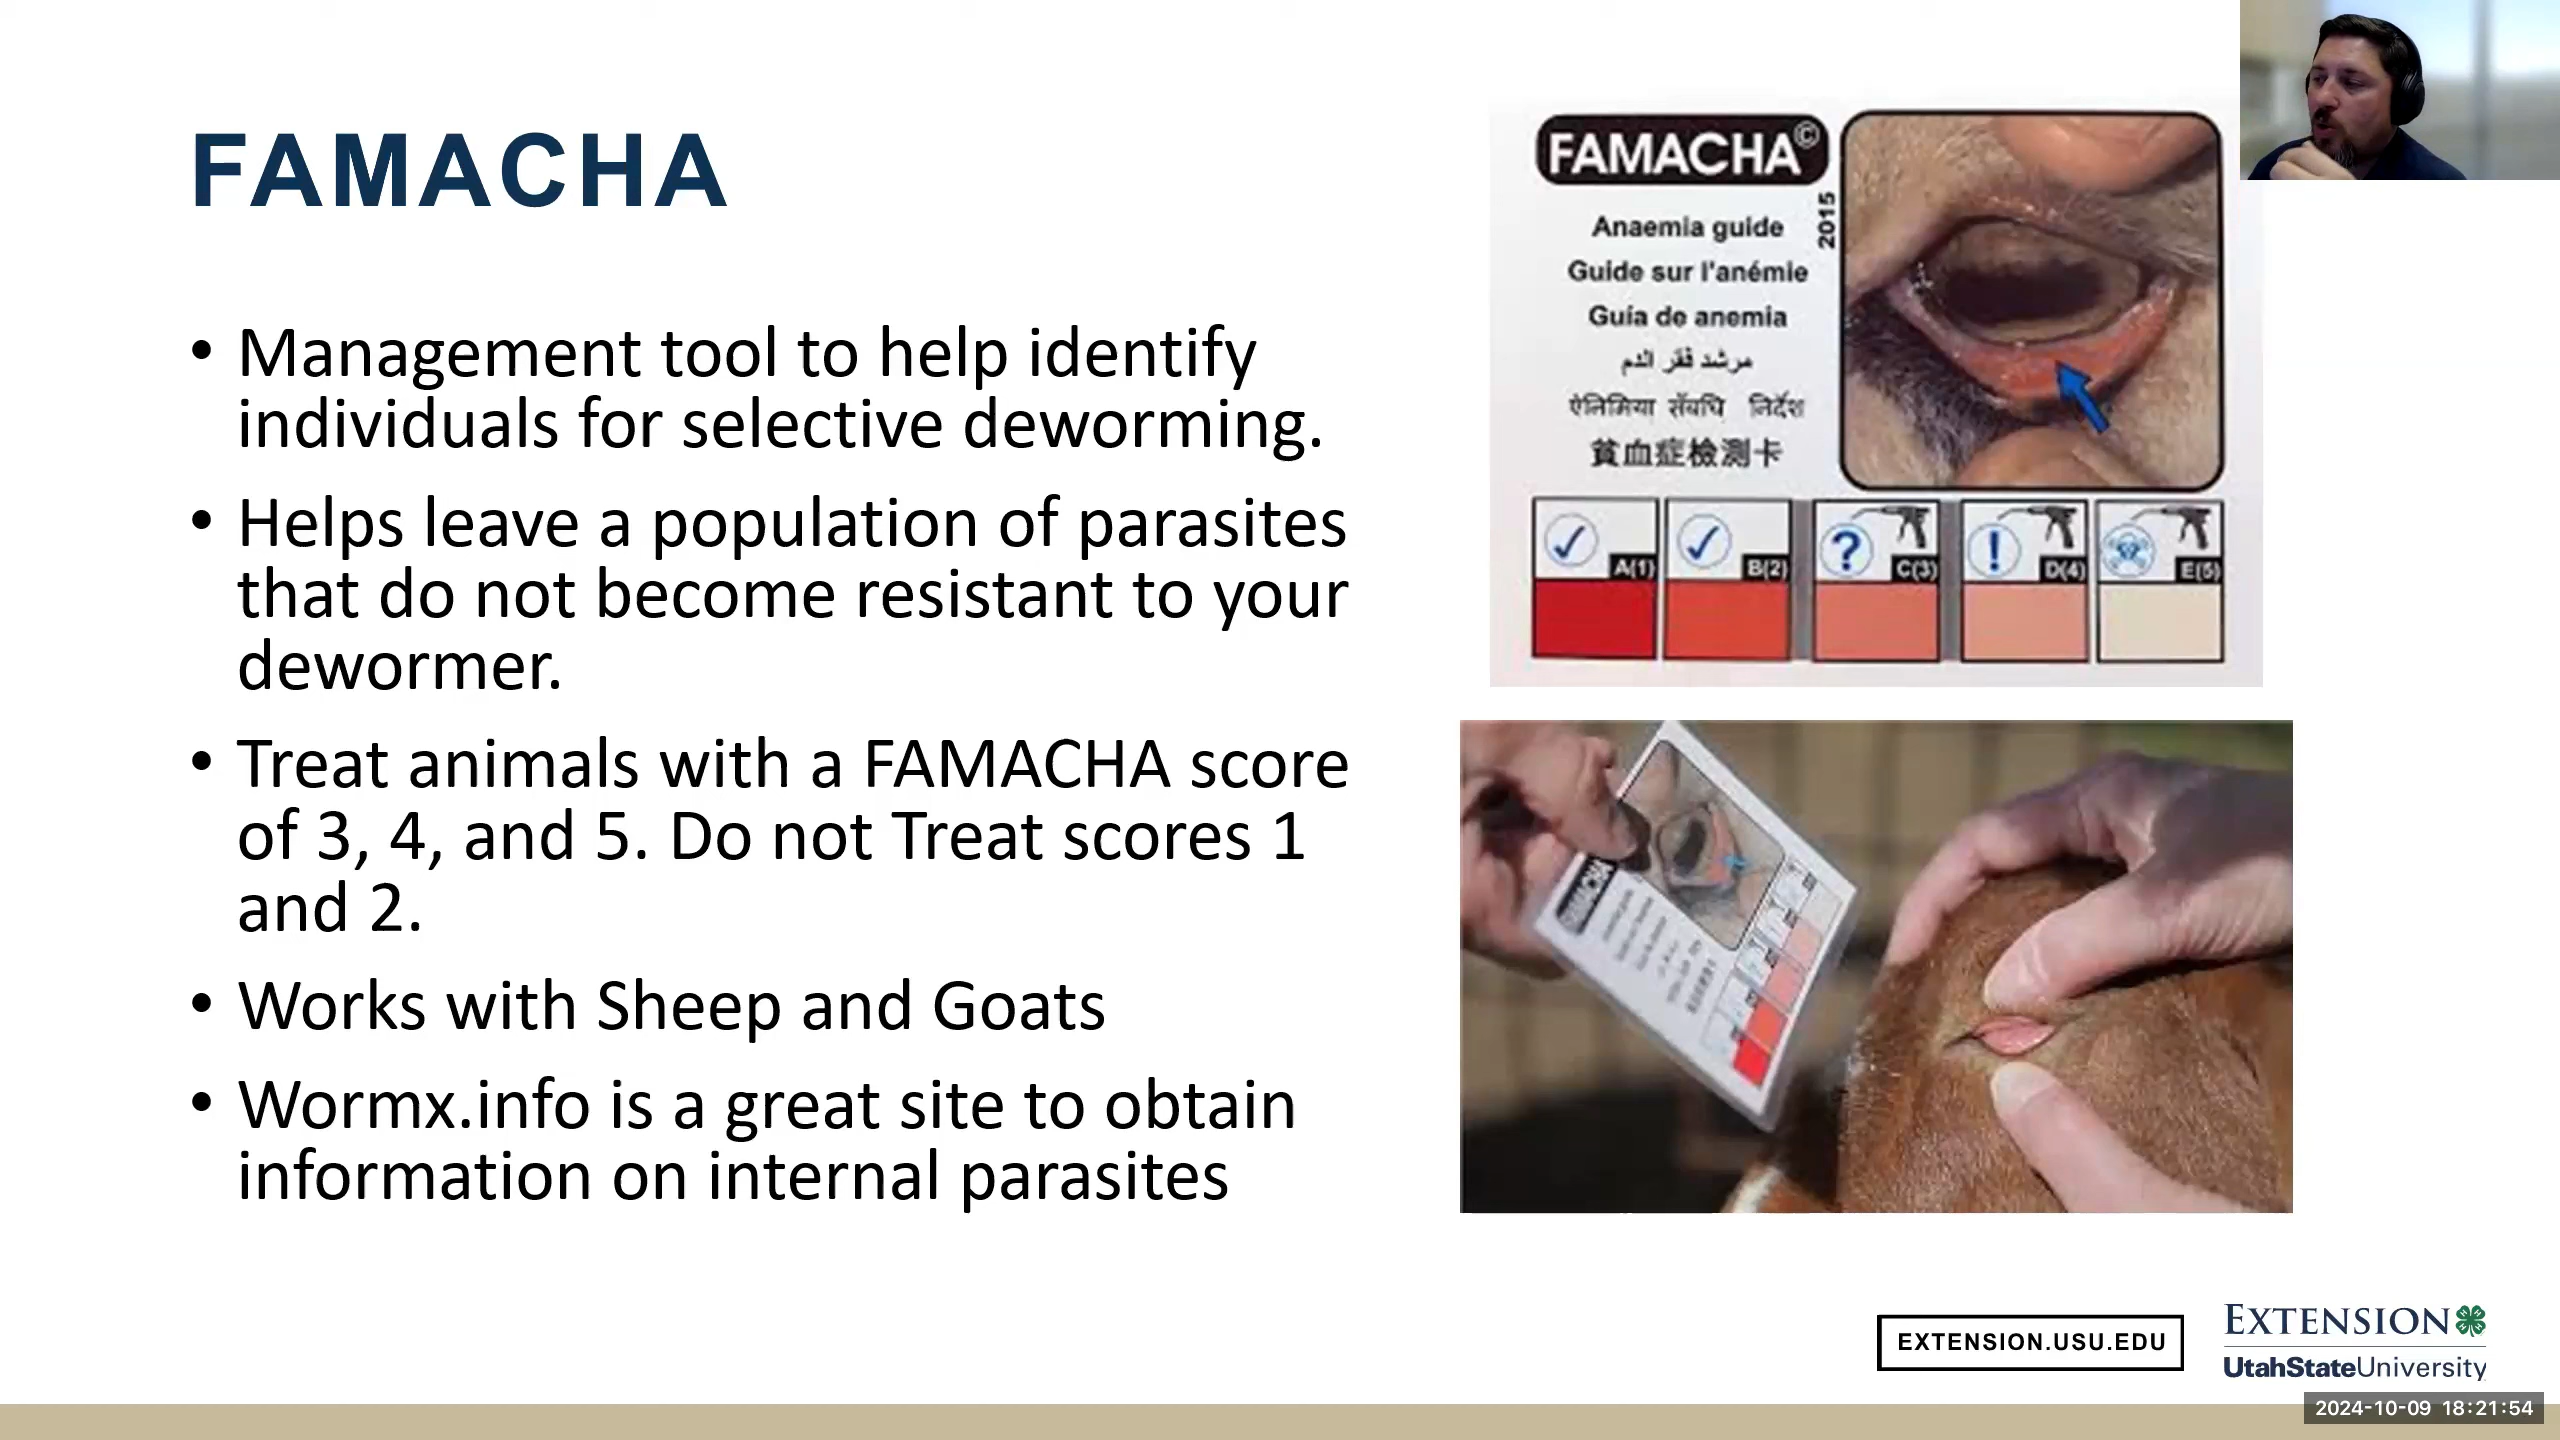 FAMACHA
• Management tool to help identify
individuals for selective deworming.
• Helps leave a population of parasites
that do not become resistant to your
dewormer.
• Treat animals with a FAMACHA score
of 3, 4, and 5. Do not Treat scores 1
and 2.
• Works with Sheep and Goats
• Wormx.info is a great site to obtain
information on internal parasites
FAMACHA©
2015
Anaemia guide
Guide sur l'anémie
Guía de anemia
مرشد فقر الدم
ऐनिमिया सँबधि निर्देश
貧血症檢測卡
A(1) B(2) C(3) D(4) E(5)
FAMACHA
EXTENSION.USU.EDU
EXTENSION
UtahStateUniversity
2024-10-09 18:21:54